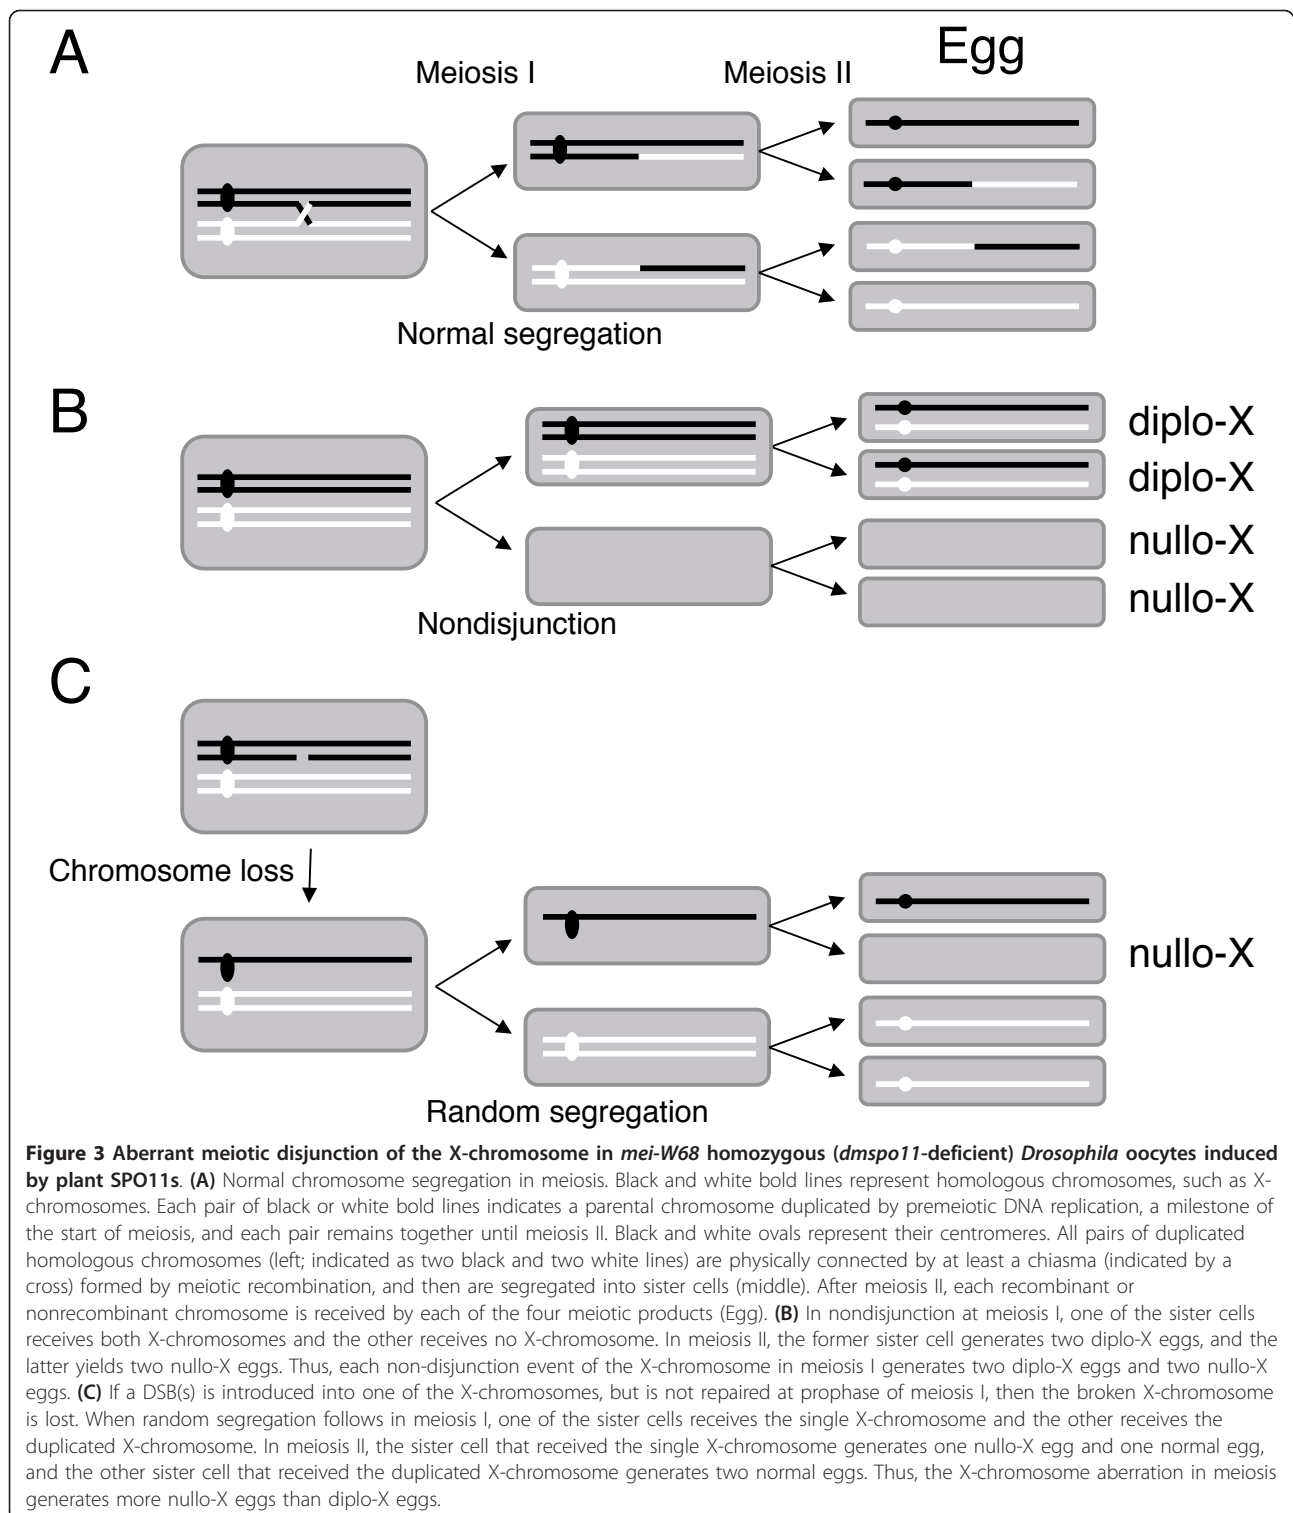 A
Egg
Meiosis I
Meiosis II
Normal segregation
B
diplo-X
diplo-X
nullo-X
nullo-X
Nondisjunction
C
Chromosome loss
nullo-X
Random segregation
Figure 3 Aberrant meiotic disjunction of the X-chromosome in mei-W68 homozygous (dmspo11-deficient) Drosophila oocytes induced
by plant SPO11s. (A) Normal chromosome segregation in meiosis. Black and white bold lines represent homologous chromosomes, such as X-
chromosomes. Each pair of black or white bold lines indicates a parental chromosome duplicated by premeiotic DNA replication, a milestone of
the start of meiosis, and each pair remains together until meiosis II. Black and white ovals represent their centromeres. All pairs of duplicated
homologous chromosomes (left; indicated as two black and two white lines) are physically connected by at least a chiasma (indicated by a
cross) formed by meiotic recombination, and then are segregated into sister cells (middle). After meiosis II, each recombinant or
nonrecombinant chromosome is received by each of the four meiotic products (Egg). (B) In nondisjunction at meiosis I, one of the sister cells
receives both X-chromosomes and the other receives no X-chromosome. In meiosis II, the former sister cell generates two diplo-X eggs, and the
latter yields two nullo-X eggs. Thus, each non-disjunction event of the X-chromosome in meiosis I generates two diplo-X eggs and two nullo-X
eggs. (C) If a DSB(s) is introduced into one of the X-chromosomes, but is not repaired at prophase of meiosis I, then the broken X-chromosome
is lost. When random segregation follows in meiosis I, one of the sister cells receives the single X-chromosome and the other receives the
duplicated X-chromosome. In meiosis II, the sister cell that received the single X-chromosome generates one nullo-X egg and one normal egg,
and the other sister cell that received the duplicated X-chromosome generates two normal eggs. Thus, the X-chromosome aberration in meiosis
generates more nullo-X eggs than diplo-X eggs.